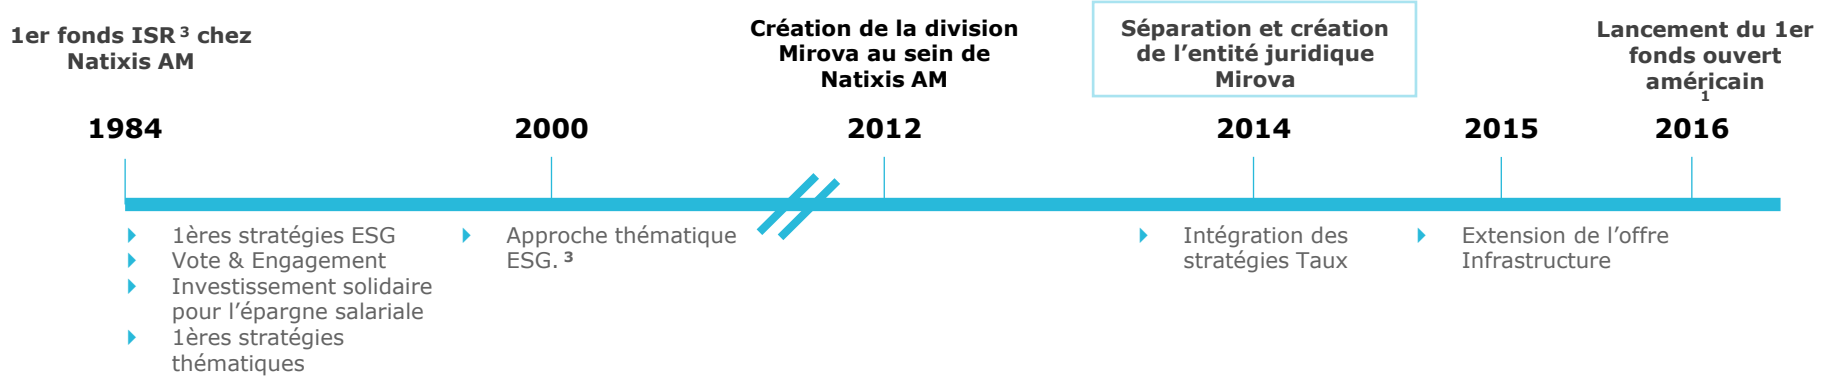 1er fonds ISR 3 chez
Natixis AM
Création de la division
Mirova au sein de
Natixis AM
Séparation et création
de l’entité juridique
Mirova
Lancement du 1er
fonds ouvert
américain
1
1984
2000
2012
2014
2015
2016
1ères stratégies ESG
Vote & Engagement
Investissement solidaire
pour l’épargne salariale
1ères stratégies
thématiques
Approche thématique
ESG. 3
Intégration des
stratégies Taux
Extension de l’offre
Infrastructure